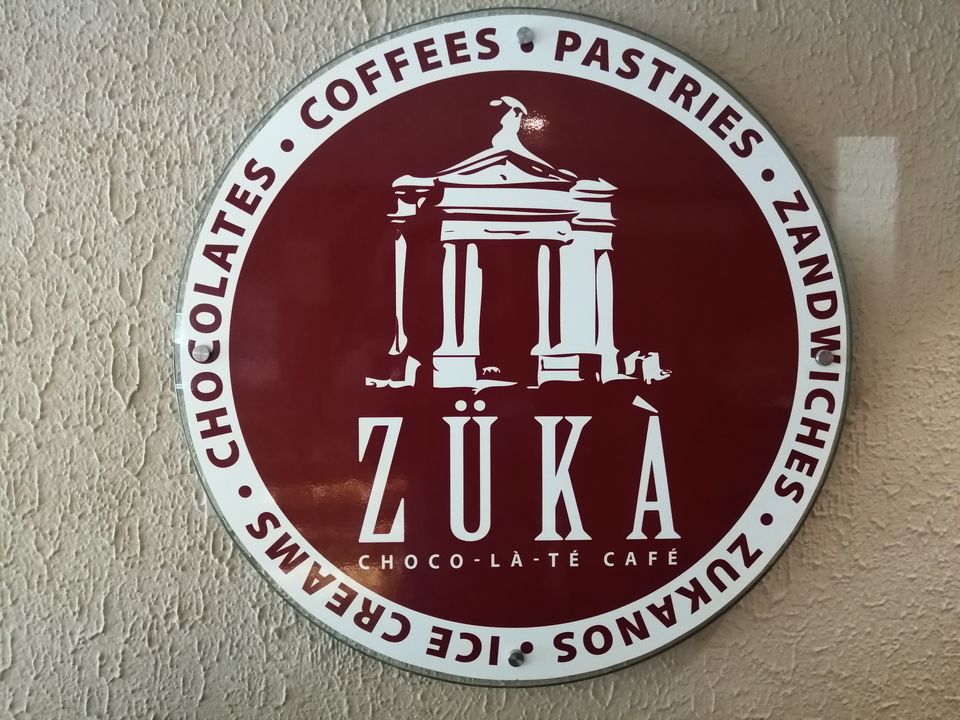 COFFEES • PASTRIES • ZANDWICHES • ZUKANOS • ICE CREAMS • CHOCOLATES •
ZÜKÀ
CHOCO-LÀ-TÉ CAFÉ